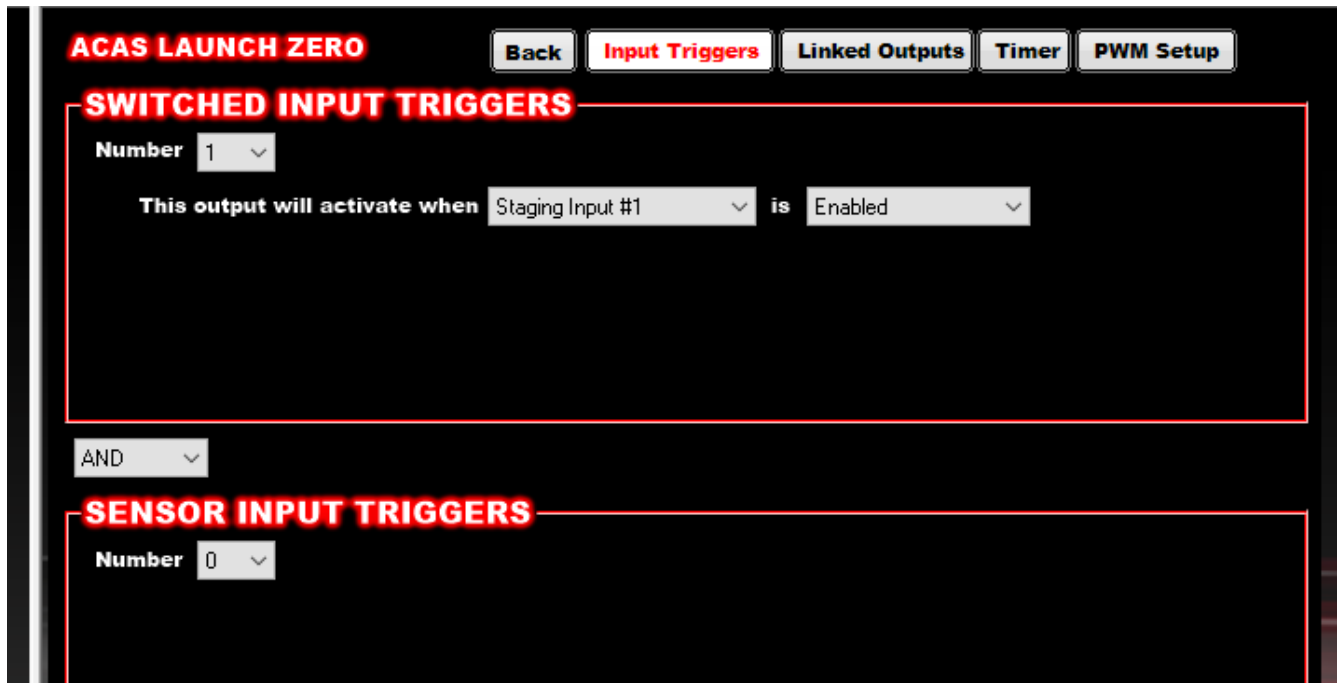 ACAS LAUNCH ZERO Back Input Triggers Linked Outputs Timer PWM Setup
SWITCHED INPUT TRIGGERS
Number 1
This output will activate when Staging Input #1 is Enabled
AND
SENSOR INPUT TRIGGERS
Number 0